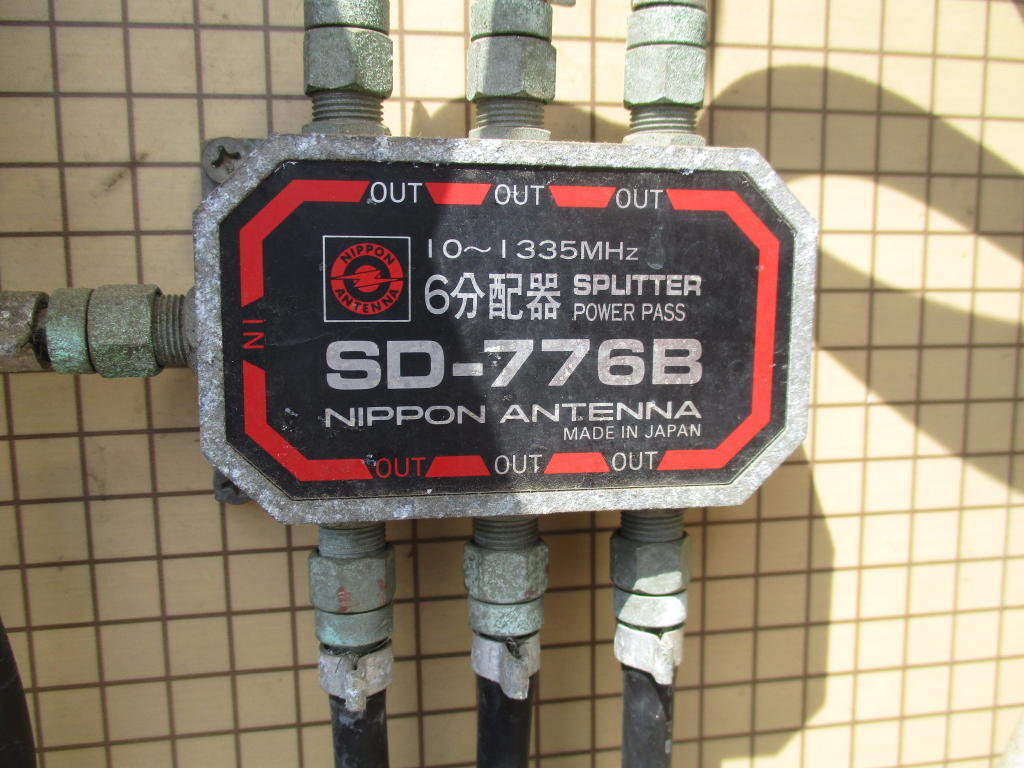 OUT OUT OUT
NIPPON
ANTENNA
10~1335MHz
6分配器 SPLITTER
POWER PASS
IN
SD-776B
NIPPON ANTENNA
MADE IN JAPAN
OUT OUT OUT